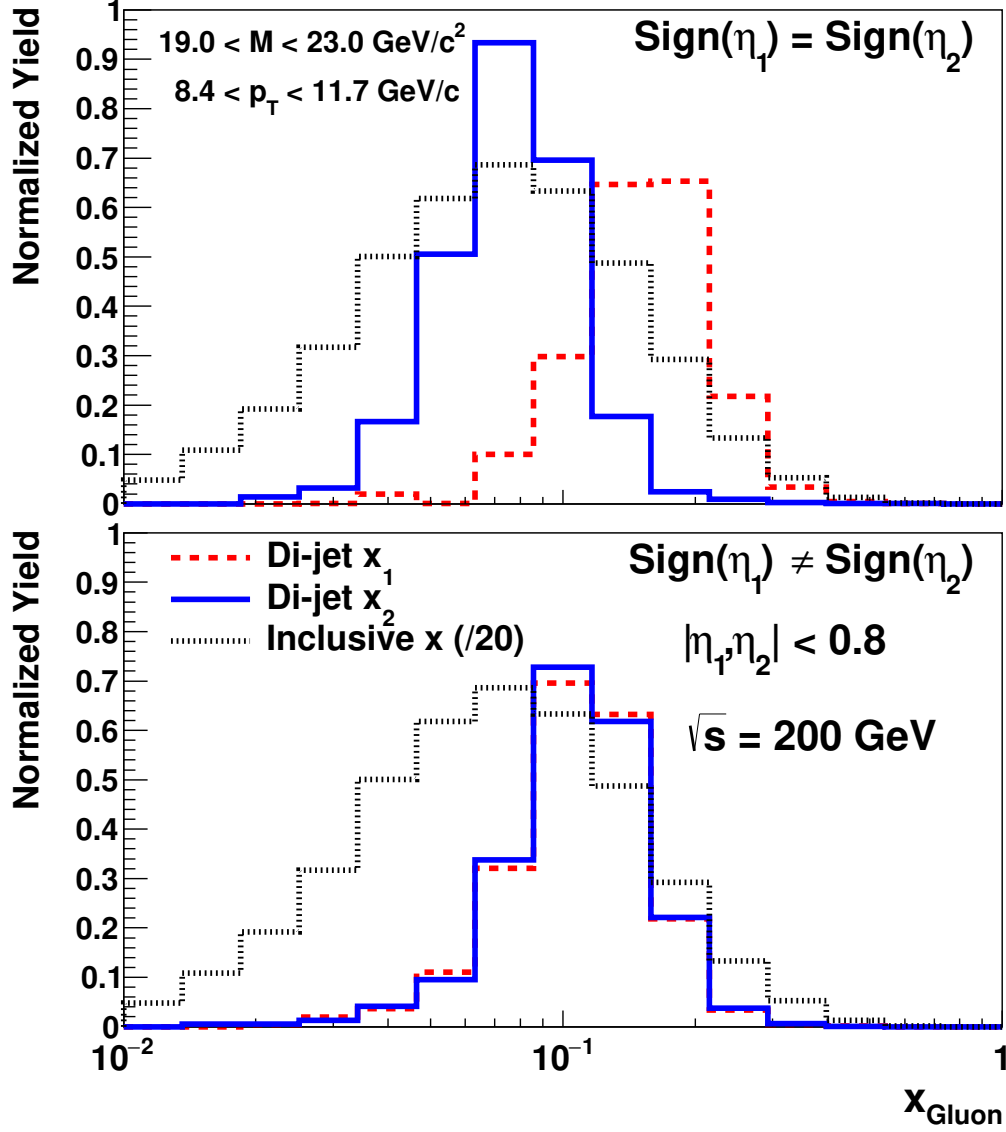 Normalized Yield
1
0.9
0.8
0.7
0.6
0.5
0.4
0.3
0.2
0.1
0
19.0 < M < 23.0 GeV/c²
8.4 < p_T < 11.7 GeV/c
Sign(η₁) = Sign(η₂)
Normalized Yield
1
0.9
0.8
0.7
0.6
0.5
0.4
0.3
0.2
0.1
0
Di-jet x₁
Di-jet x₂
Inclusive x (/20)
Sign(η₁) ≠ Sign(η₂)
|η₁,η₂| < 0.8
√s = 200 GeV
10⁻² 10⁻¹ 1
x_Gluon